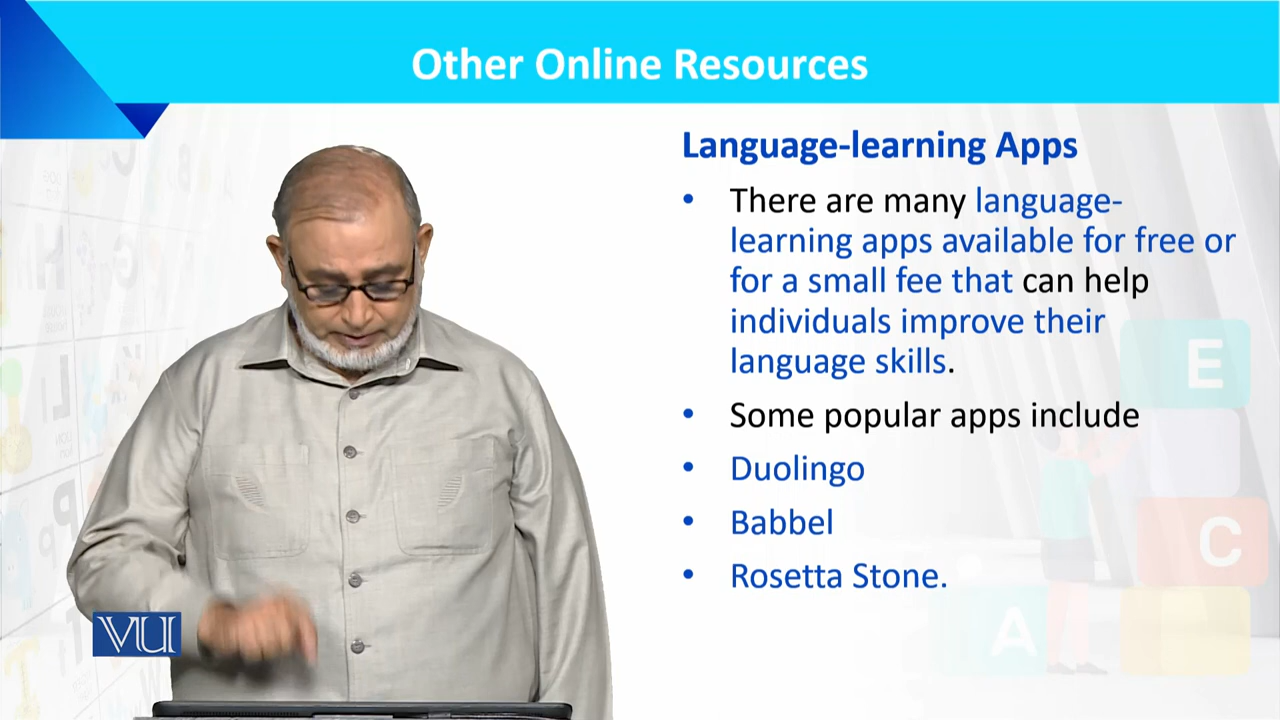 Other Online Resources
Language-learning Apps
• There are many language-
learning apps available for free or
for a small fee that can help
individuals improve their
language skills.
• Some popular apps include
• Duolingo
• Babbel
• Rosetta Stone.
VU
E
C
A